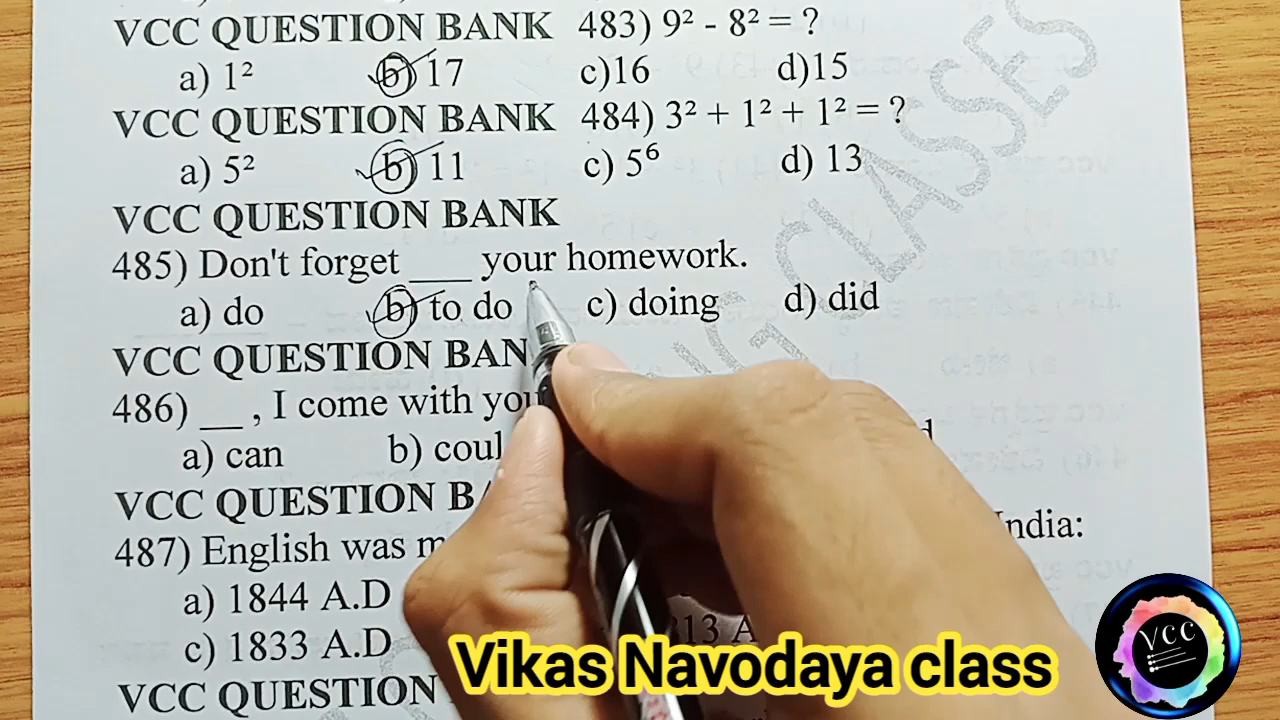 VCC QUESTION BANK 483) 9² - 8² = ?
a) 1² b) 17 c)16 d)15
VCC QUESTION BANK 484) 3² + 1² + 1² = ?
a) 5² b) 11 c) 5⁶ d) 13
VCC QUESTION BANK
485) Don't forget ___ your homework.
a) do b) to do c) doing d) did
VCC QUESTION
486) __ , I come with you
a) can b)
VCC QUESTION
487) English was India:
a) 1844 A.D
c) 1833 A.D
VCC QUESTION
CLASSES
Vikas Navodaya class
VCC